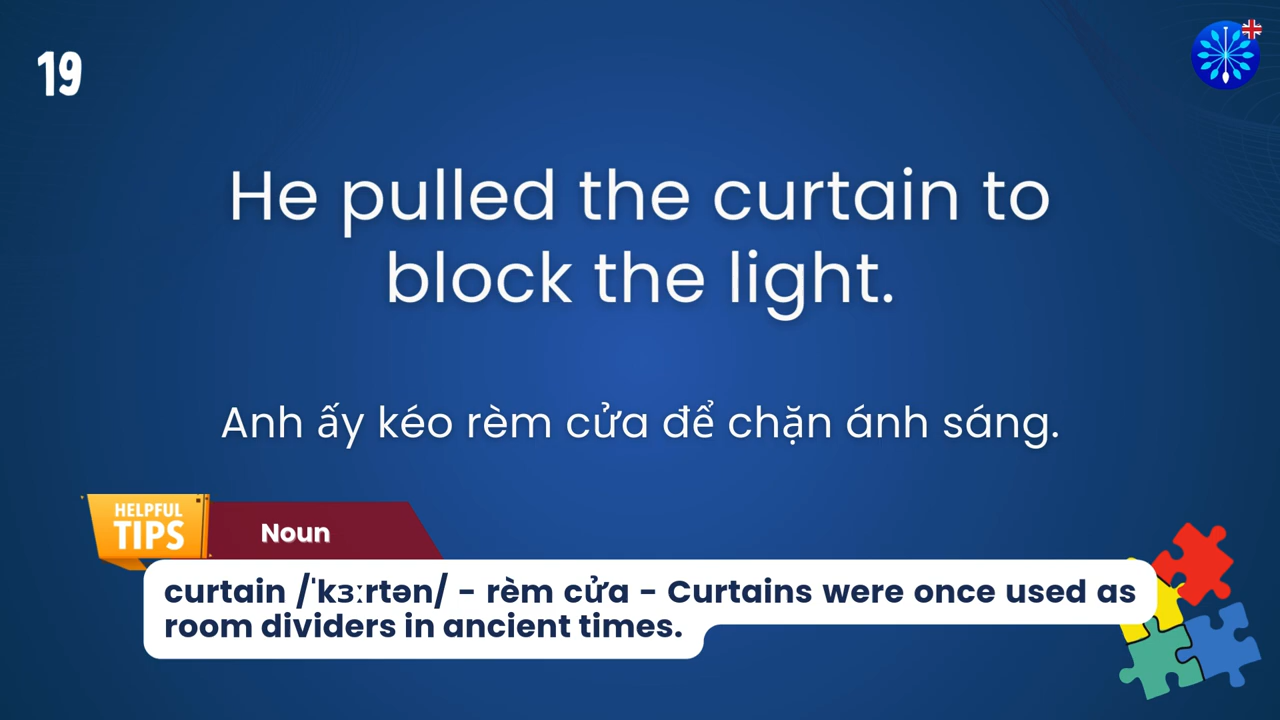 19
He pulled the curtain to
block the light.
Anh ấy kéo rèm cửa để chặn ánh sáng.
HELPFUL
TIPS
Noun
curtain /ˈkɜːrtən/ - rèm cửa - Curtains were once used as
room dividers in ancient times.